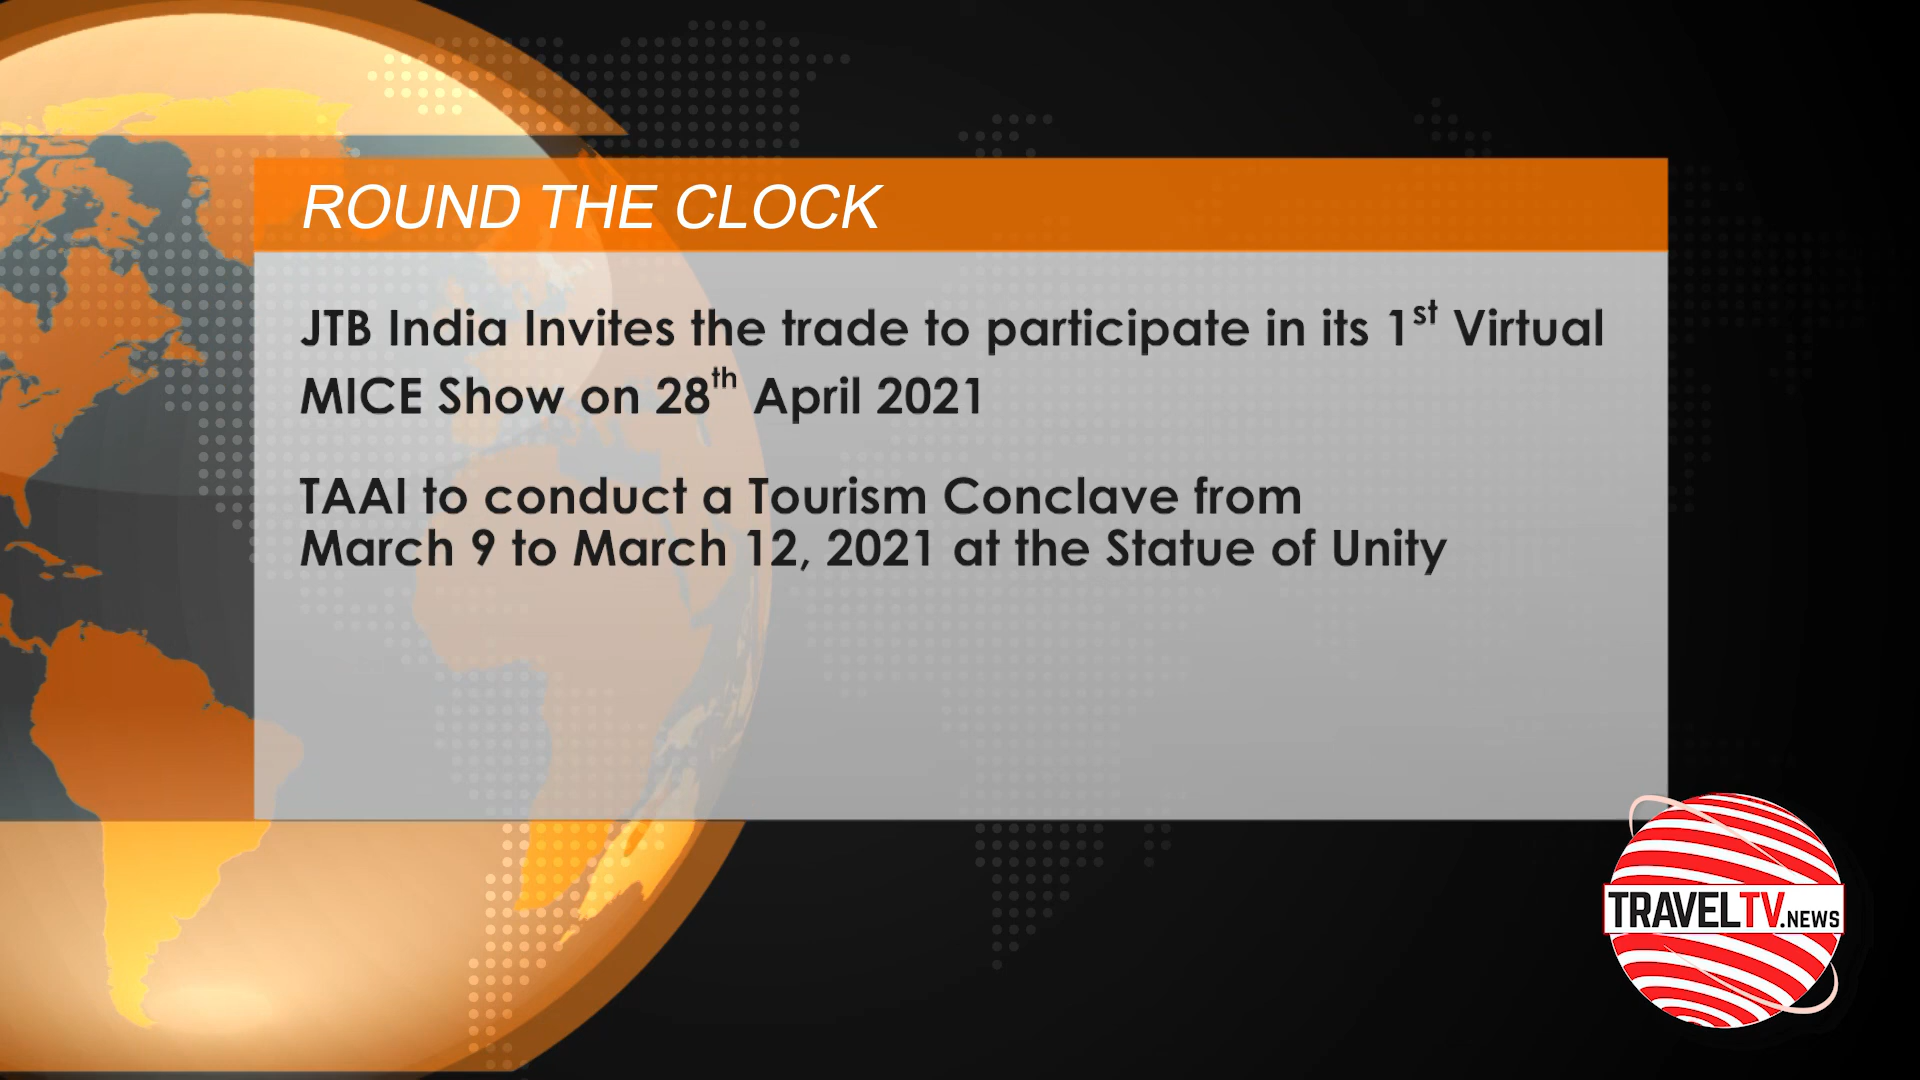 ROUND THE CLOCK
JTB India Invites the trade to participate in its 1st Virtual
MICE Show on 28th April 2021
TAAI to conduct a Tourism Conclave from
March 9 to March 12, 2021 at the Statue of Unity
TRAVELTV.NEWS